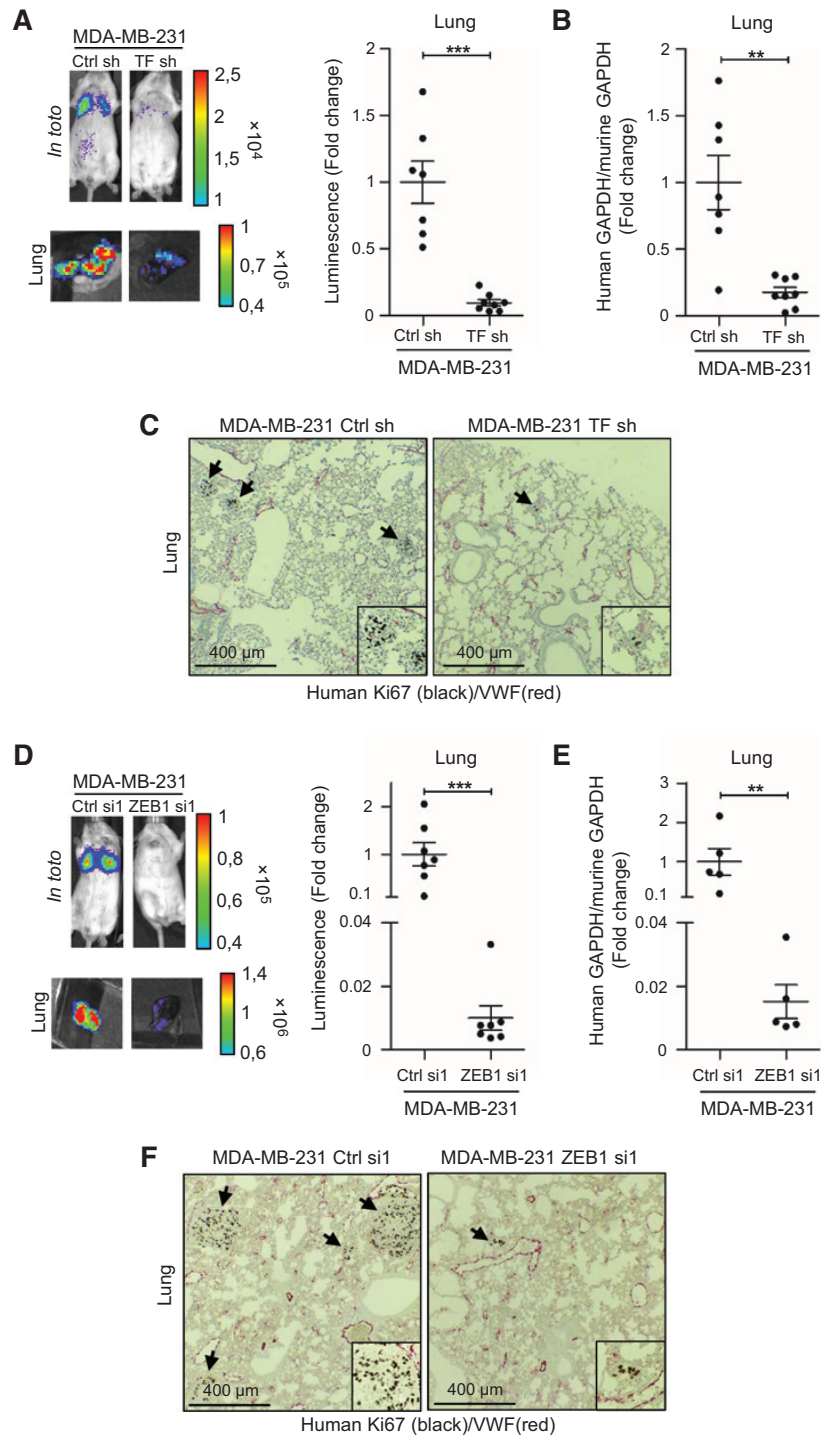 A
MDA-MB-231
Ctrl sh TF sh
In toto
2,5
2
1,5
1
×10⁴
Lung
1
0,7
0,4
×10⁵
Lung
Luminescence (Fold change)
2
1.5
1
0.5
0
***
Ctrl sh TF sh
MDA-MB-231
B
Lung
Human GAPDH/murine GAPDH
(Fold change)
2
1.5
1
0.5
0
**
Ctrl sh TF sh
MDA-MB-231
C
MDA-MB-231 Ctrl sh
MDA-MB-231 TF sh
Lung
400 µm
400 µm
Human Ki67 (black)/VWF(red)
D
MDA-MB-231
Ctrl si1 ZEB1 si1
In toto
1
0,8
0,6
0,4
×10⁵
Lung
1,4
1
0,6
×10⁶
Lung
Luminescence (Fold change)
2
1
0.1
0.04
0.02
0
***
Ctrl si1 ZEB1 si1
MDA-MB-231
E
Lung
Human GAPDH/murine GAPDH
(Fold change)
3
2
1
0.1
0.04
0.02
0
**
Ctrl si1 ZEB1 si1
MDA-MB-231
F
MDA-MB-231 Ctrl si1
MDA-MB-231 ZEB1 si1
Lung
400 µm
400 µm
Human Ki67 (black)/VWF(red)